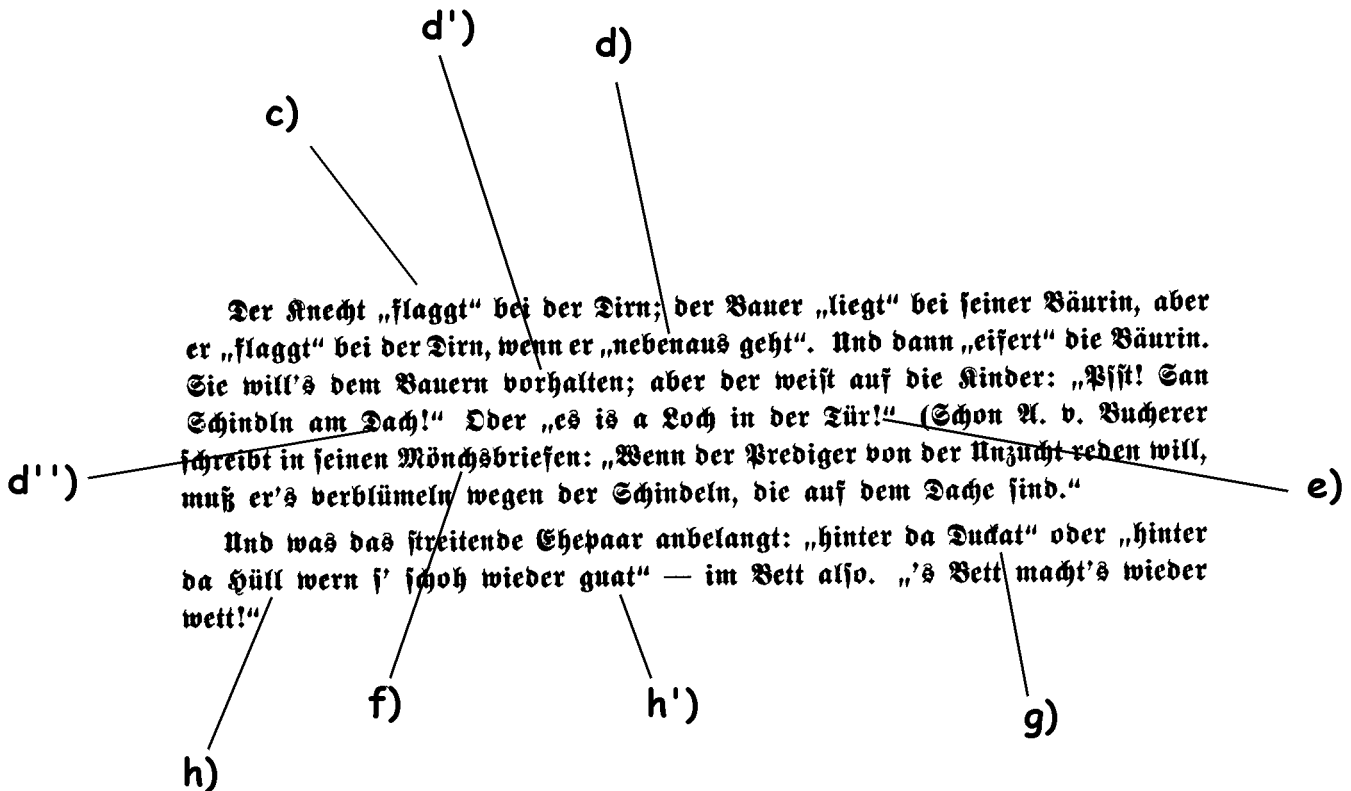 d')
d)
c)
Der Knecht „flaggt“ bei der Dirn; der Bauer „liegt“ bei seiner Bäurin, aber
er „flaggt“ bei der Dirn, wenn er „nebenaus geht“. Und dann „eifert“ die Bäurin.
Sie will's dem Bauern vorhalten; aber der weist auf die Kinder: „Psst! San
Schindln am Dach!“ Oder „es is a Loch in der Tür!“ (Schon A. v. Bucherer
schreibt in seinen Mönchsbriefen: „Wenn der Prediger von der Unzucht reden will,
d'')
e)
muß er's verblümeln wegen der Schindeln, die auf dem Dache sind.“
Und was das streitende Ehepaar anbelangt: „hinter da Duckat“ oder „hinter
da Hüll wern s' schoh wieder guat“ — im Bett also. „'s Bett macht's wieder
wett!“
f)
h')
g)
h)